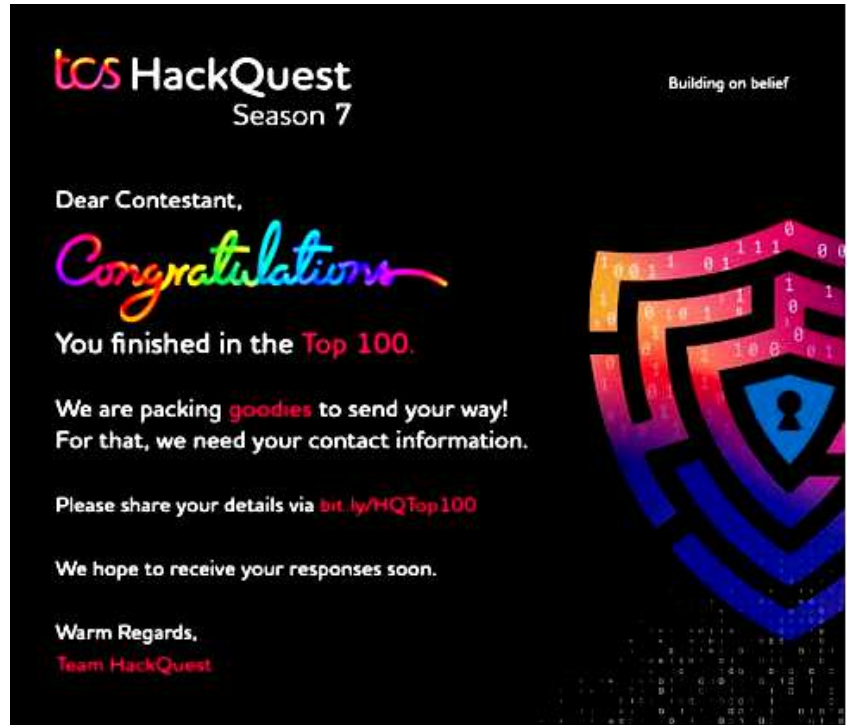 tcs HackQuest
Season 7
Building on belief
Dear Contestant,
Congratulations
You finished in the Top 100.
We are packing goodies to send your way!
For that, we need your contact information.
Please share your details via bit.ly/HQTop100
We hope to receive your responses soon.
Warm Regards,
Team HackQuest